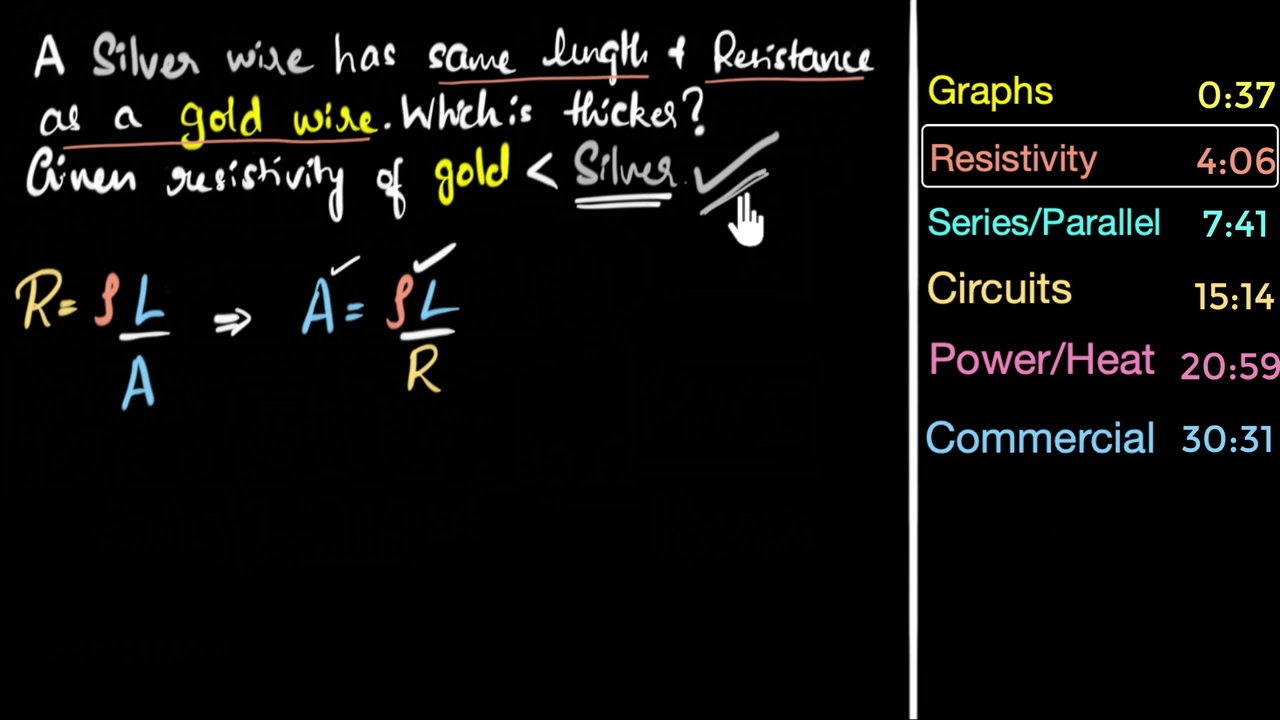 A Silver wire has same length & Resistance
as a gold wire. Which is thicker?
Given resistivity of gold < Silver.
R = ρL/A ⇒ A = ρL/R
Graphs 0:37
Resistivity 4:06
Series/Parallel 7:41
Circuits 15:14
Power/Heat 20:59
Commercial 30:31